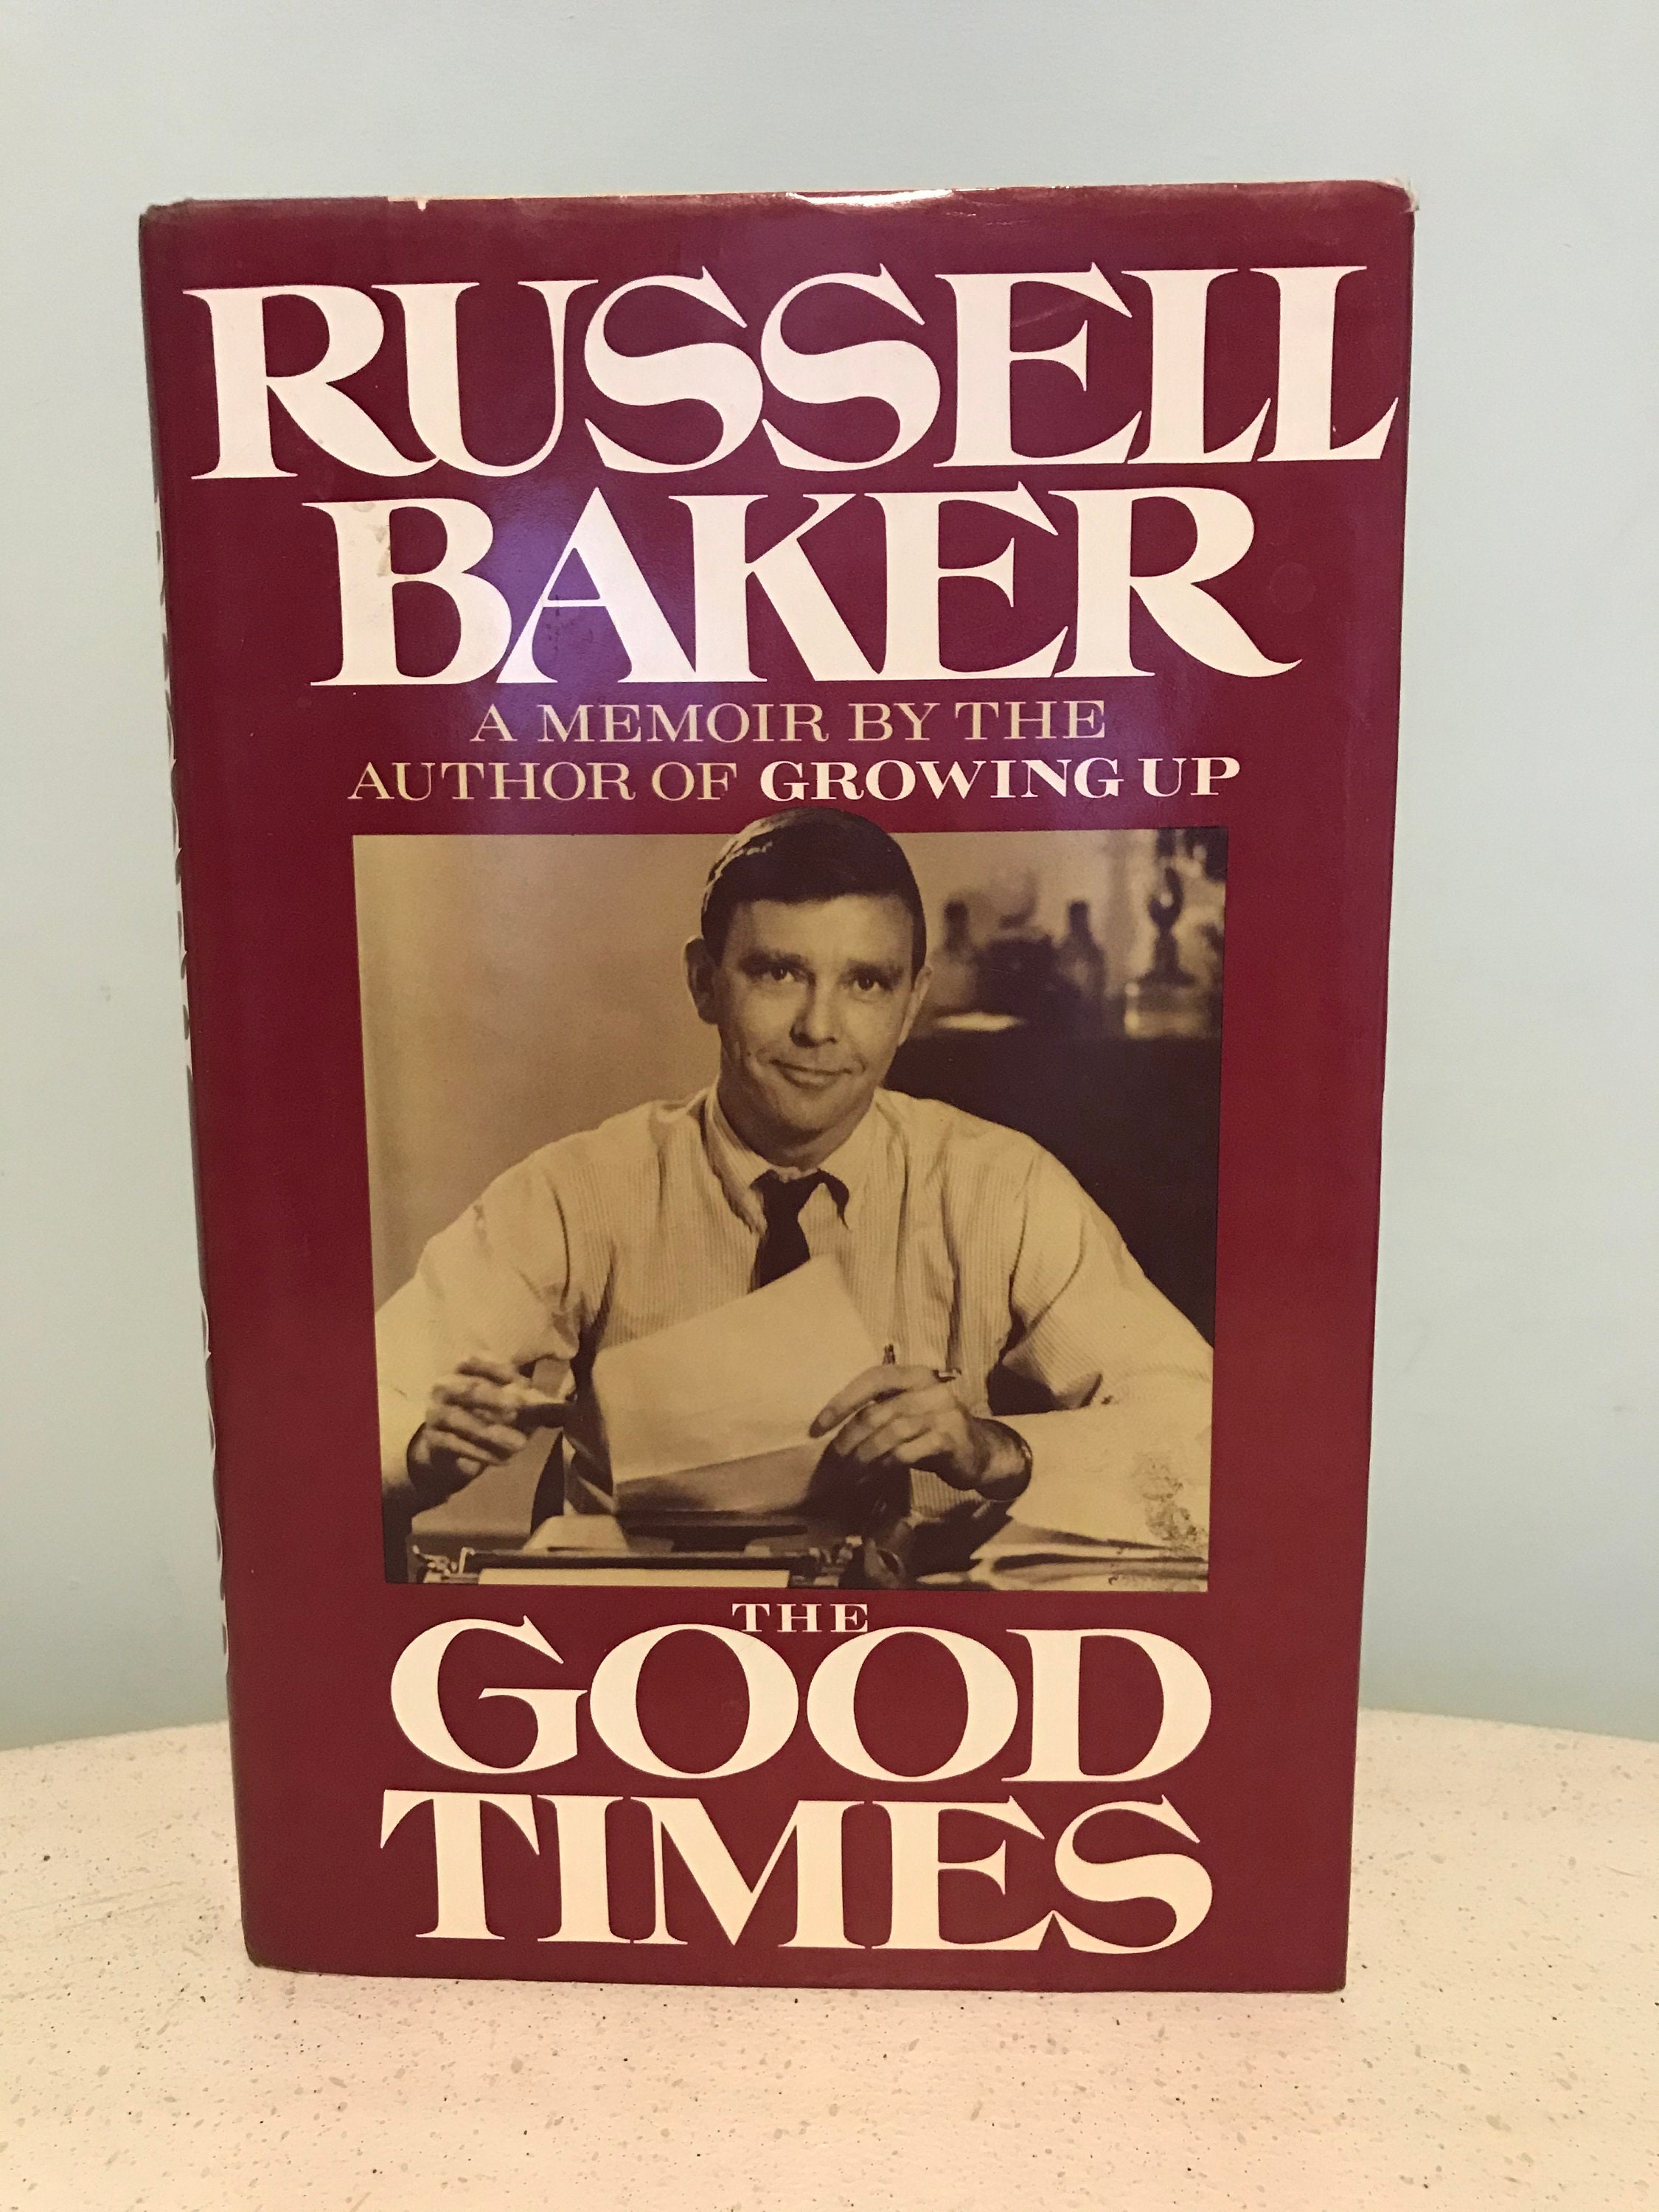 RUSSELL
BAKER
A MEMOIR BY THE
AUTHOR OF GROWING UP
THE
GOOD
TIMES